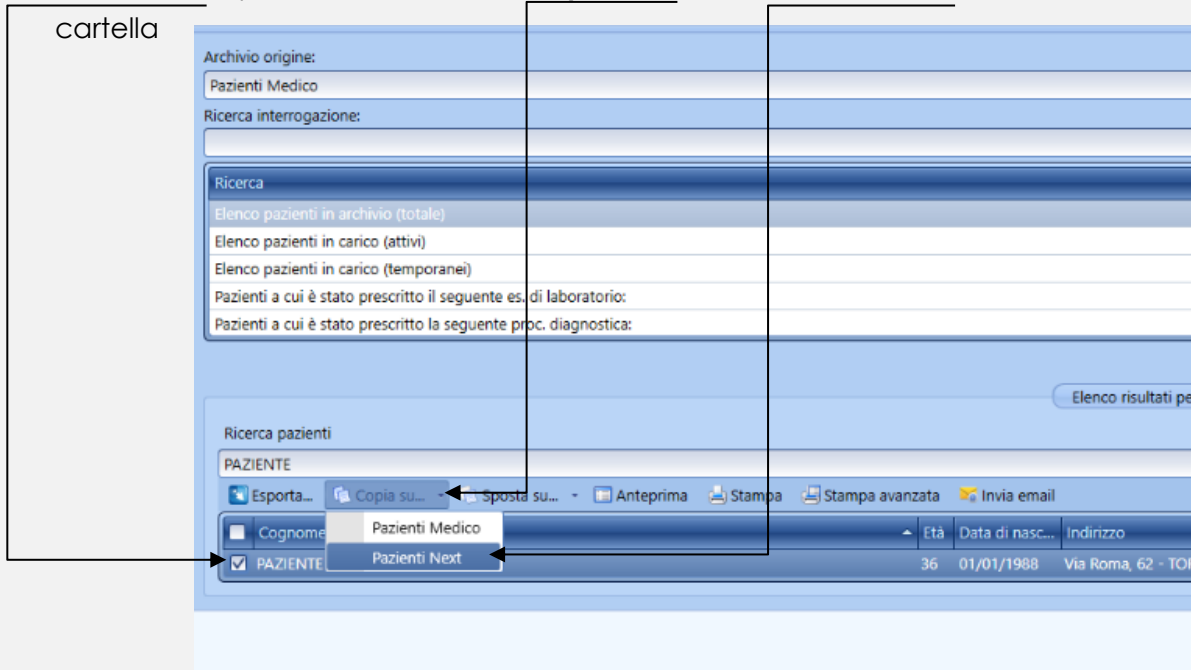 cartella
Archivio origine:
Pazienti Medico
Ricerca interrogazione:
Ricerca
Elenco pazienti in archivio (totale)
Elenco pazienti in carico (attivi)
Elenco pazienti in carico (temporanei)
Pazienti a cui è stato prescritto il seguente es. di laboratorio:
Pazienti a cui è stato prescritto la seguente proc. diagnostica:
Elenco risultati pe
Ricerca pazienti
PAZIENTE
Esporta... Copia su... Sposta su... Anteprima Stampa Stampa avanzata Invia email
Pazienti Medico
Pazienti Next
Cognome Età Data di nasc... Indirizzo
PAZIENTE 36 01/01/1988 Via Roma, 62 - TO